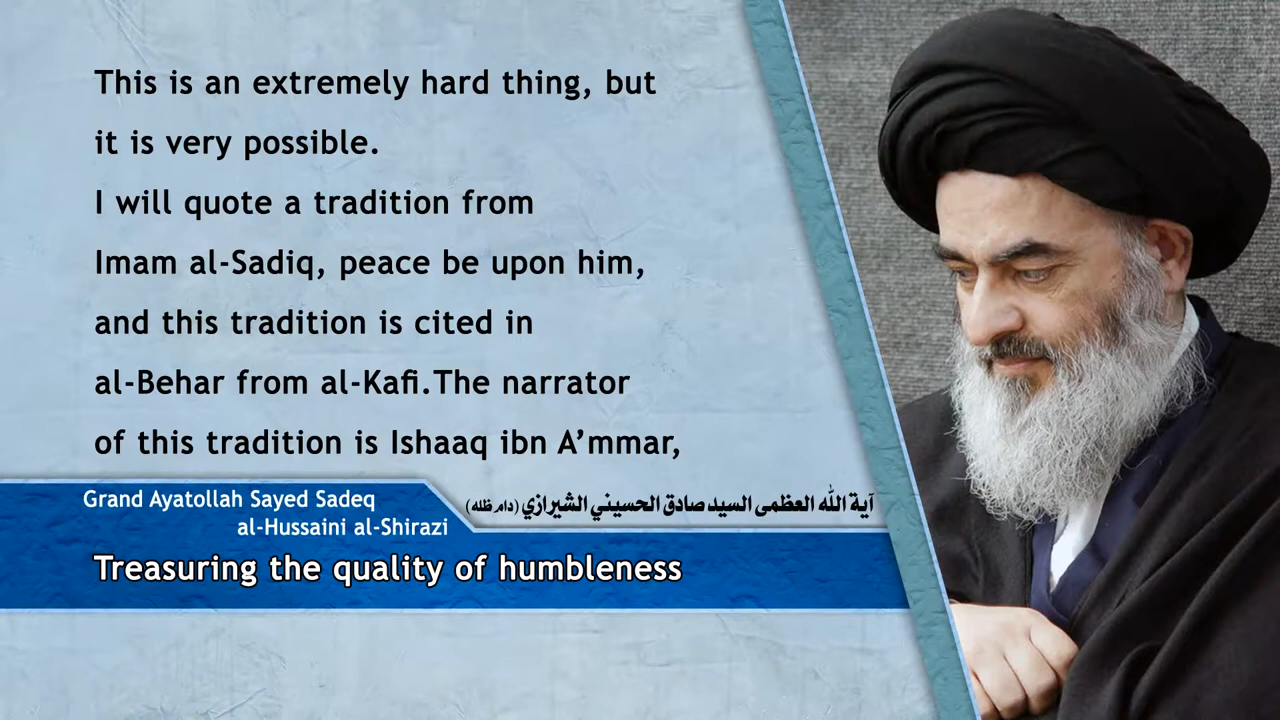 This is an extremely hard thing, but
it is very possible.
I will quote a tradition from
Imam al-Sadiq, peace be upon him,
and this tradition is cited in
al-Behar from al-Kafi.The narrator
of this tradition is Ishaaq ibn A’mmar,
Grand Ayatollah Sayed Sadeq
al-Hussaini al-Shirazi
آية الله العظمى السيد صادق الحسيني الشيرازي (دام ظله)
Treasuring the quality of humbleness